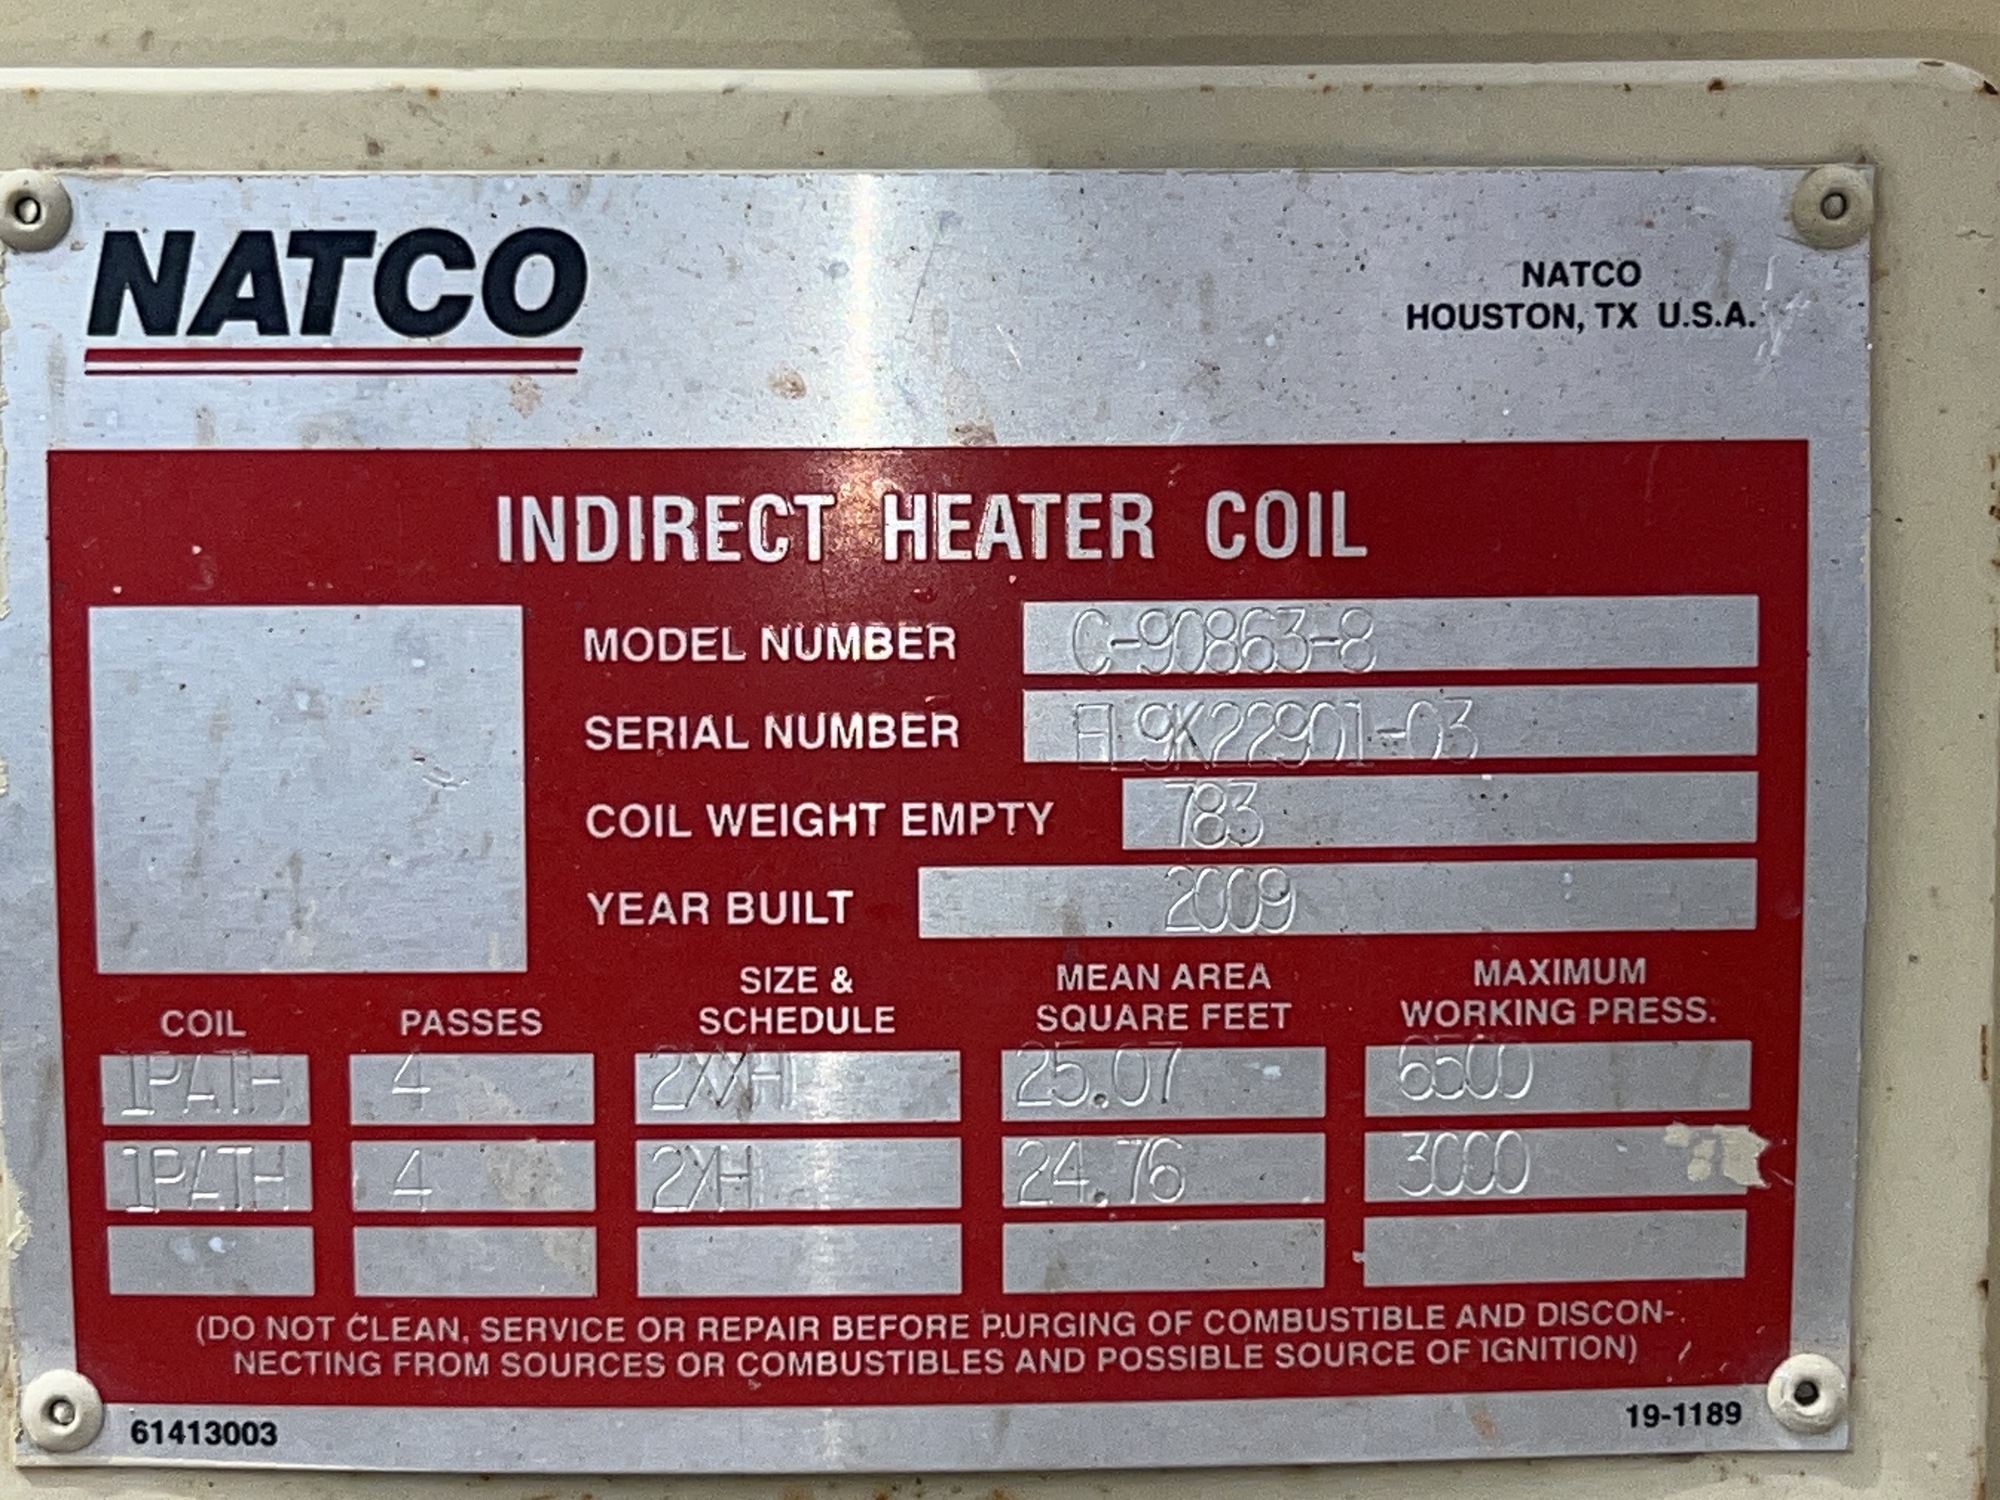 NATCO
NATCO
HOUSTON, TX U.S.A.
INDIRECT HEATER COIL
MODEL NUMBER C-90863-8
SERIAL NUMBER EL9K22901-03
COIL WEIGHT EMPTY 783
YEAR BUILT 2009
COIL PASSES SIZE & SCHEDULE MEAN AREA SQUARE FEET MAXIMUM WORKING PRESS.
1PATH 4 2XXH 25.07 6500
1PATH 4 2XH 24.76 3000
(DO NOT CLEAN, SERVICE OR REPAIR BEFORE PURGING OF COMBUSTIBLE AND DISCON-
NECTING FROM SOURCES OR COMBUSTIBLES AND POSSIBLE SOURCE OF IGNITION)
61413003 19-1189